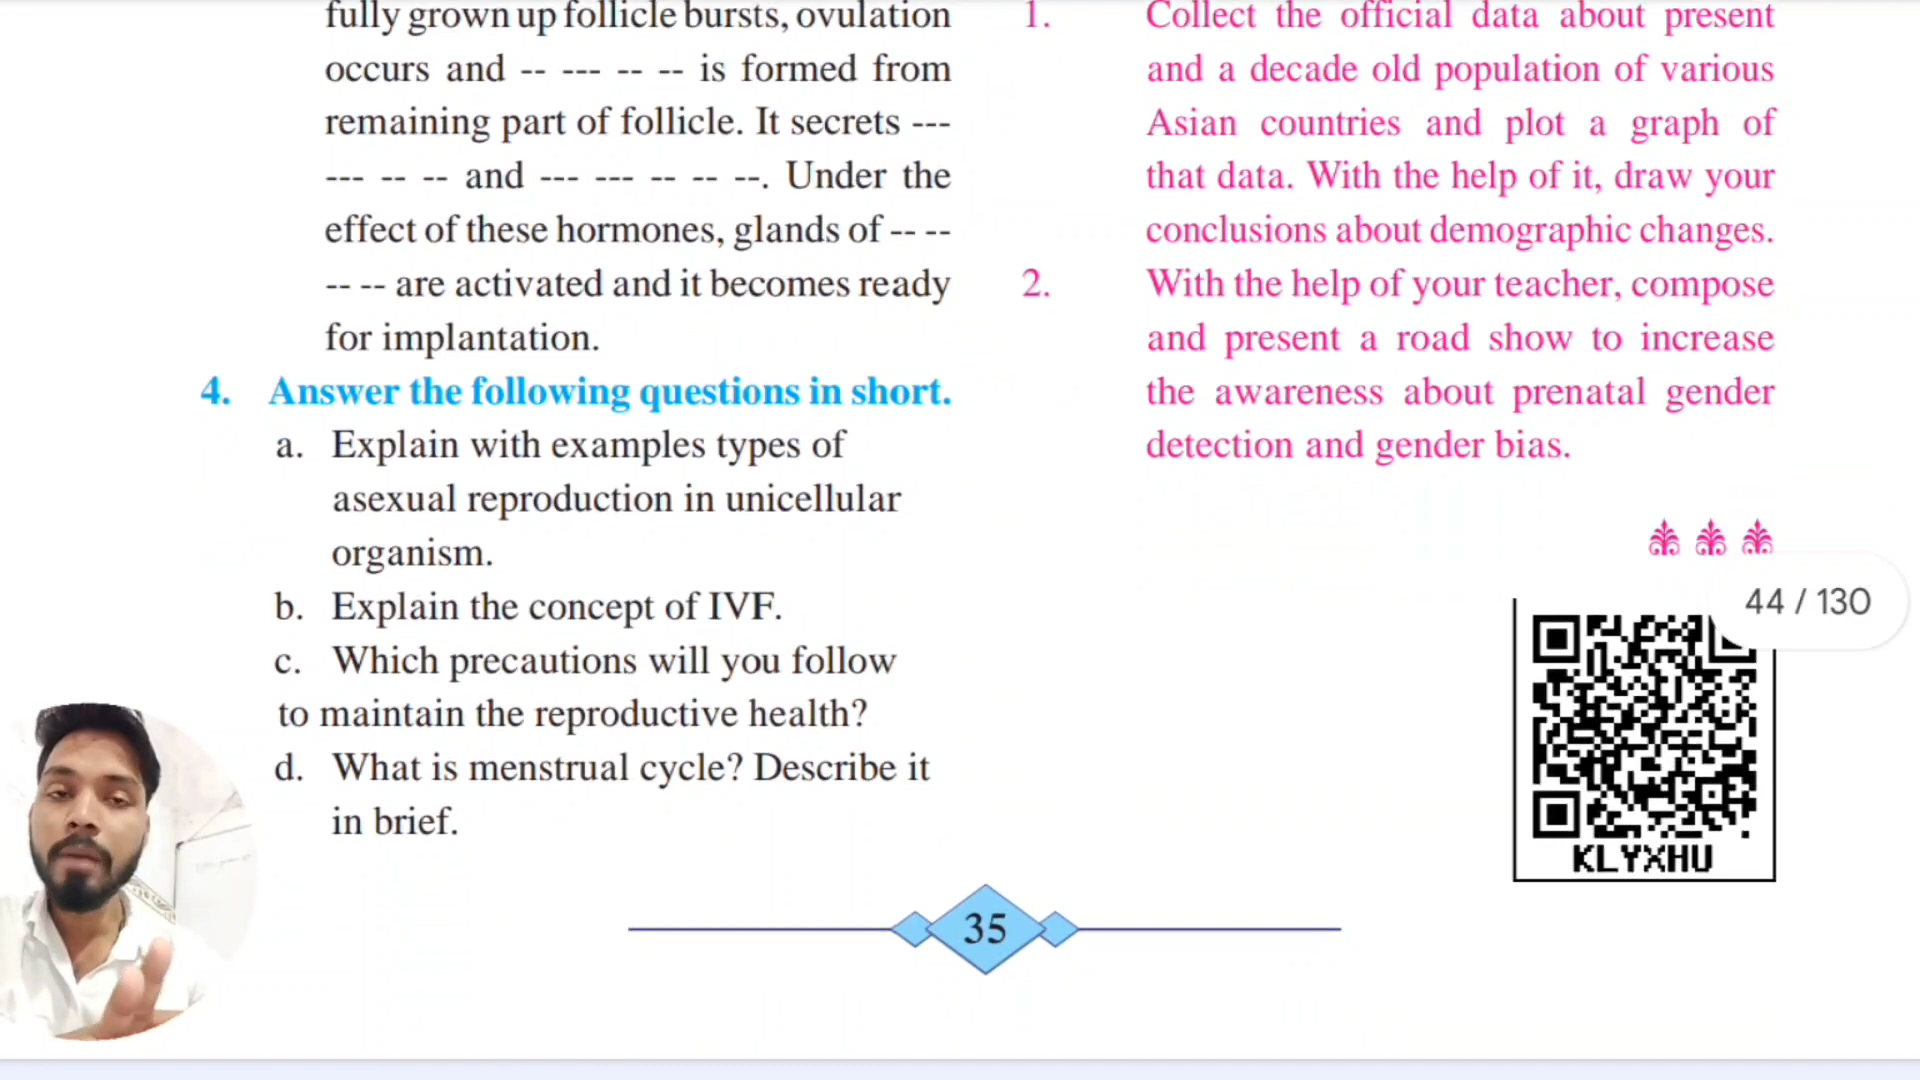 fully grown up follicle bursts, ovulation
occurs and -- --- -- -- is formed from
remaining part of follicle. It secrets ---
--- -- -- and --- --- -- -- --. Under the
effect of these hormones, glands of -- --
-- -- are activated and it becomes ready
for implantation.
4. Answer the following questions in short.
a. Explain with examples types of
asexual reproduction in unicellular
organism.
b. Explain the concept of IVF.
c. Which precautions will you follow
to maintain the reproductive health?
d. What is menstrual cycle? Describe it
in brief.
1. Collect the official data about present
and a decade old population of various
Asian countries and plot a graph of
that data. With the help of it, draw your
conclusions about demographic changes.
2. With the help of your teacher, compose
and present a road show to increase
the awareness about prenatal gender
detection and gender bias.
44 / 130
KLYXHU
35